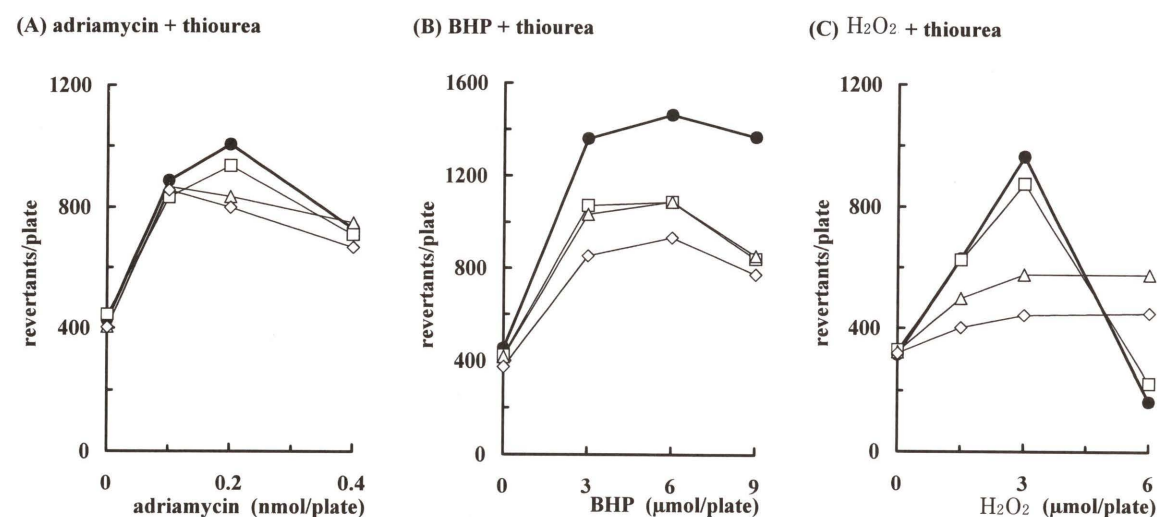 (A) adriamycin + thiourea
1200
800
400
0
revertants/plate
0 0.2 0.4
adriamycin (nmol/plate)
(B) BHP + thiourea
1600
1200
800
400
0
revertants/plate
0 3 6 9
BHP (μmol/plate)
(C) H2O2 + thiourea
1200
800
400
0
revertants/plate
0 3 6
H2O2 (μmol/plate)